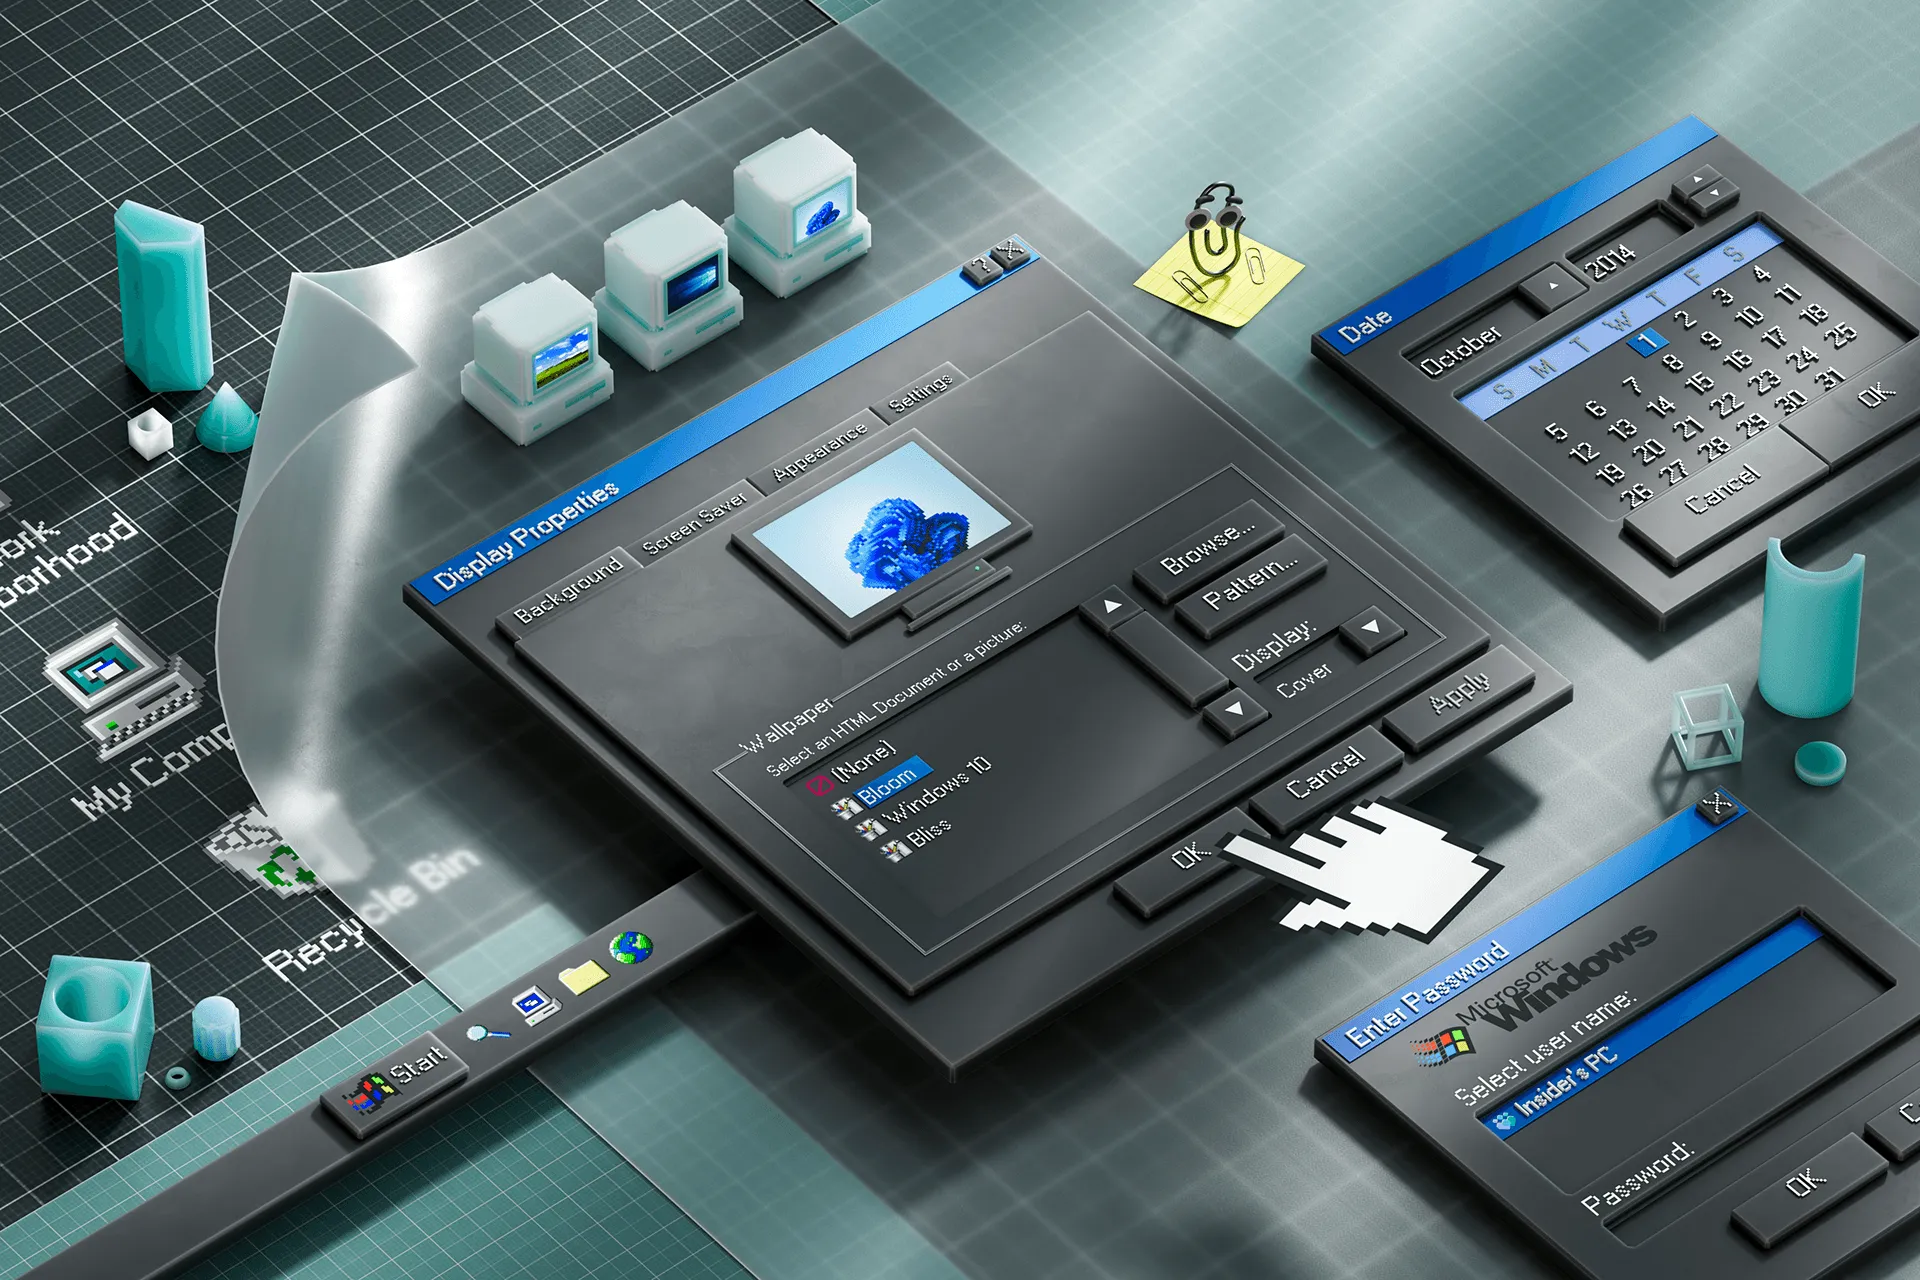 Display Properties
?
Background
Screen Saver
Appearance
Settings
Wallpaper
Select an HTML Document or a picture:
(None)
Bloom
Windows 10
Bliss
Browse...
Pattern...
Display:
Cover
OK
Cancel
Apply
Date
October
2014
S M T W T F S
1 2 3 4
5 6 7 8 9 10 11
12 13 14 15 16 17 18
19 20 21 22 23 24 25
26 27 28 29 30 31
Cancel
OK
Enter Password
Microsoft
Windows
Select user name:
Insider's PC
Password:
OK
C
ork
borhood
My Comp
Recycle Bin
Start